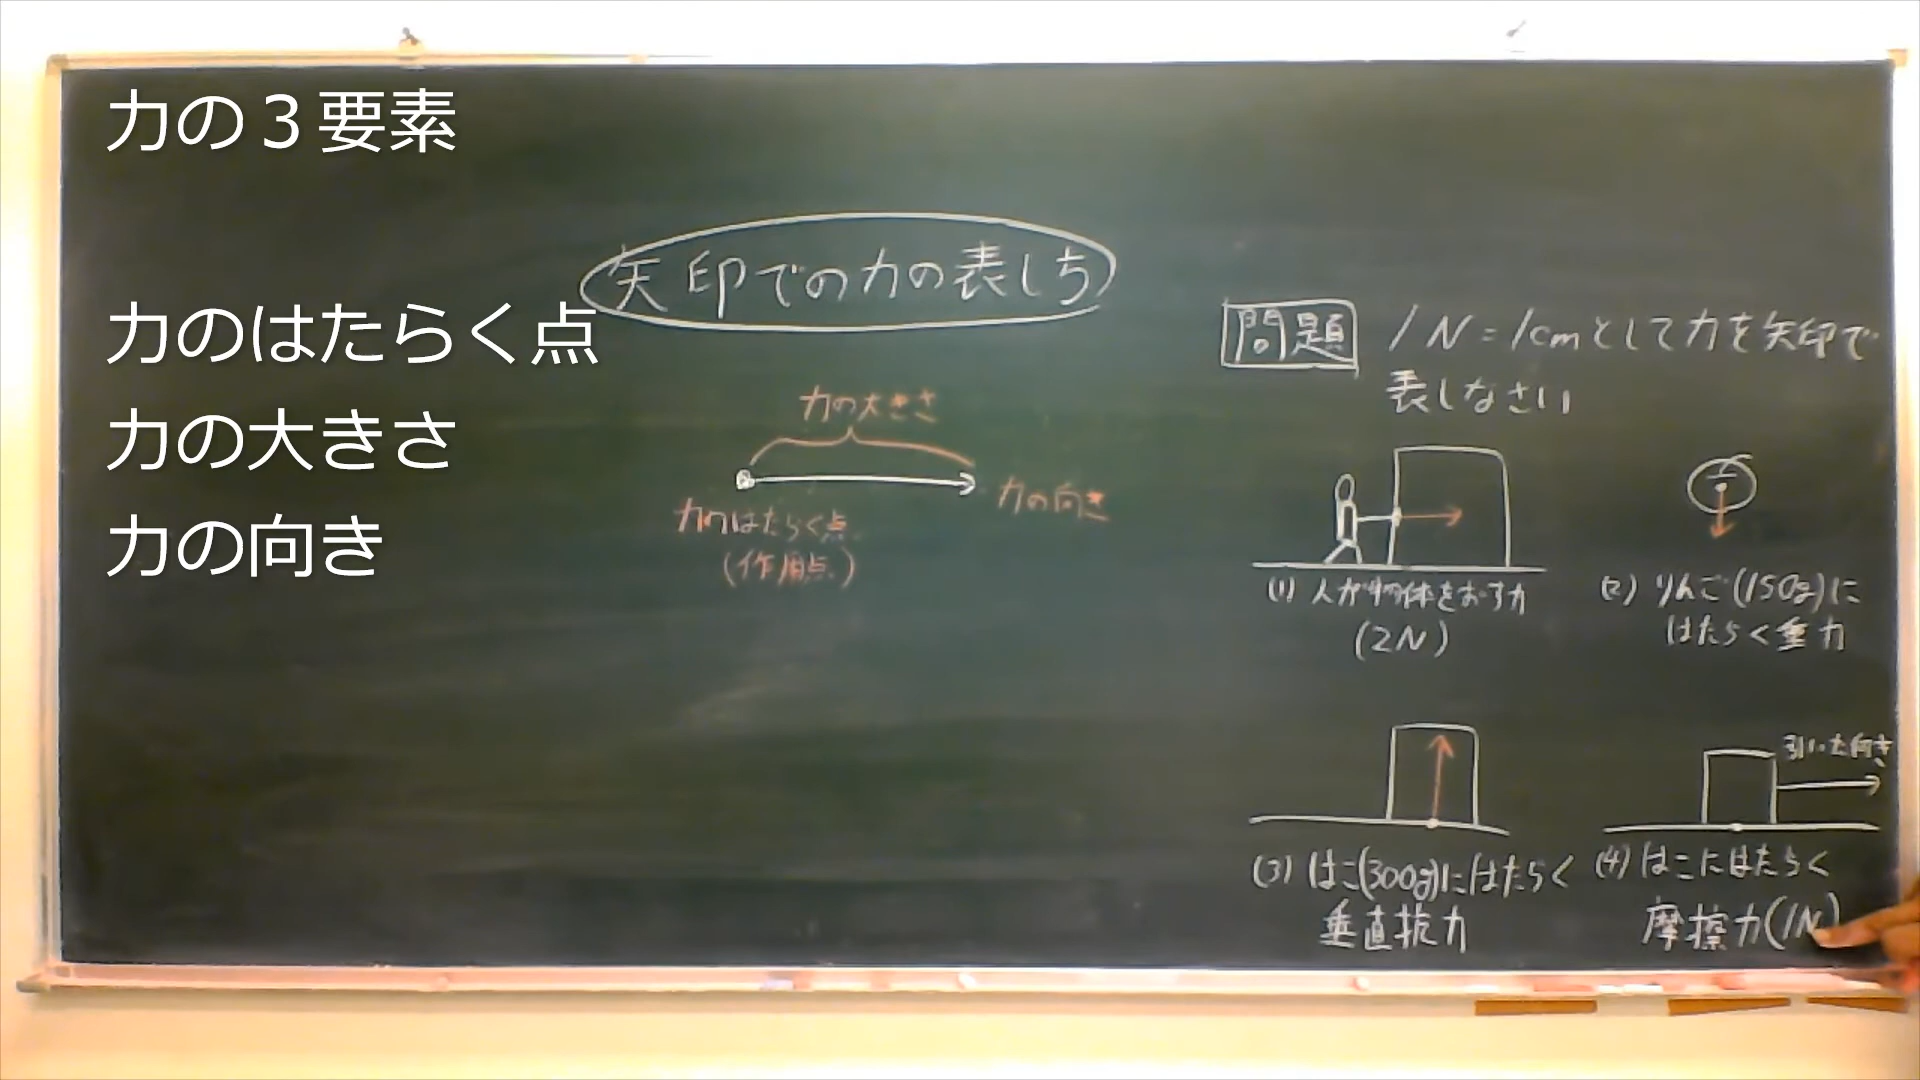 力の３要素
力のはたらく点
力の大きさ
力の向き
矢印での力の表し方
力の大きさ
力の向き
力のはたらく点
(作用点)
問題 1N=1cmとして力を矢印で
表しなさい
(1) 人が物体をおす力
(2N)
(2) りんご(150g)に
はたらく重力
(3) はこ(300g)にはたらく
垂直抗力
引いた向き
(4) はこにはたらく
摩擦力(1N)